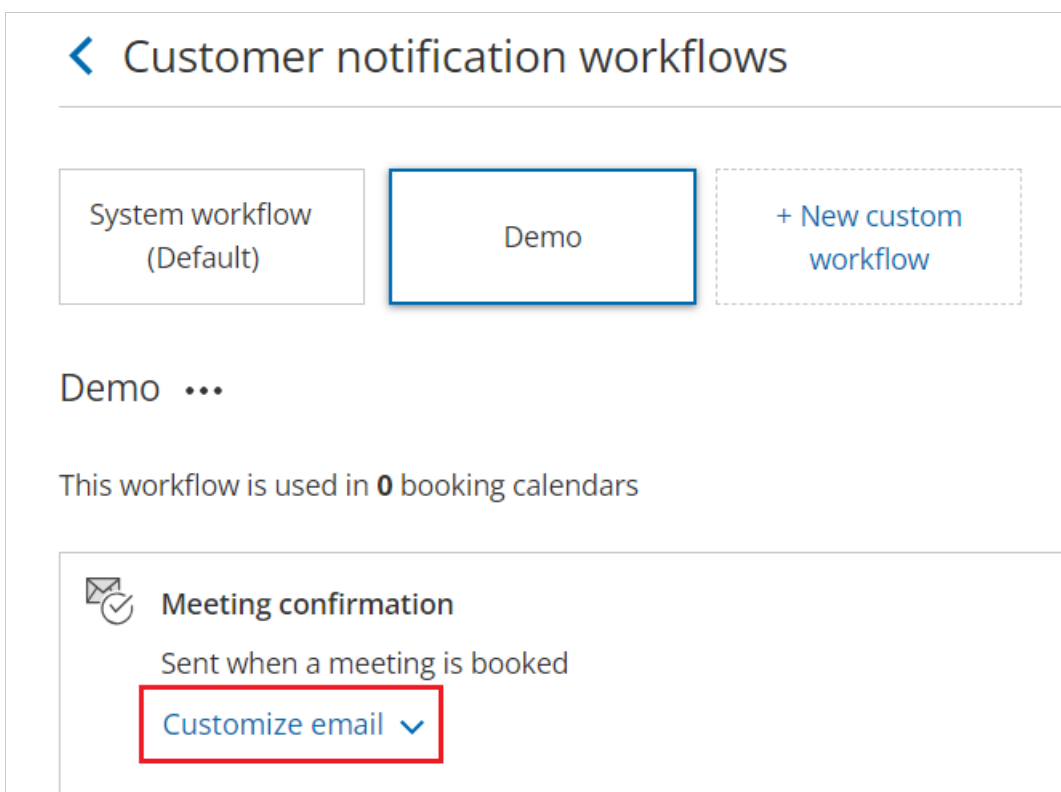 Customer notification workflows
System workflow
(Default)
Demo
+ New custom
workflow
Demo
This workflow is used in 0 booking calendars
Meeting confirmation
Sent when a meeting is booked
Customize email